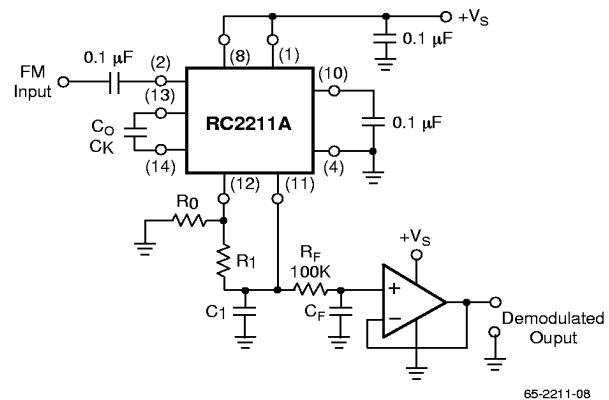 +VS
0.1 µF
(8)
(1)
0.1 µF
FM
Input
(2)
(10)
(13)
RC2211A
0.1 µF
CO
CK
(14)
(4)
(12)
(11)
R0
R1
RF
100K
+VS
C1
CF
+
−
Demodulated
Ouput
65-2211-08